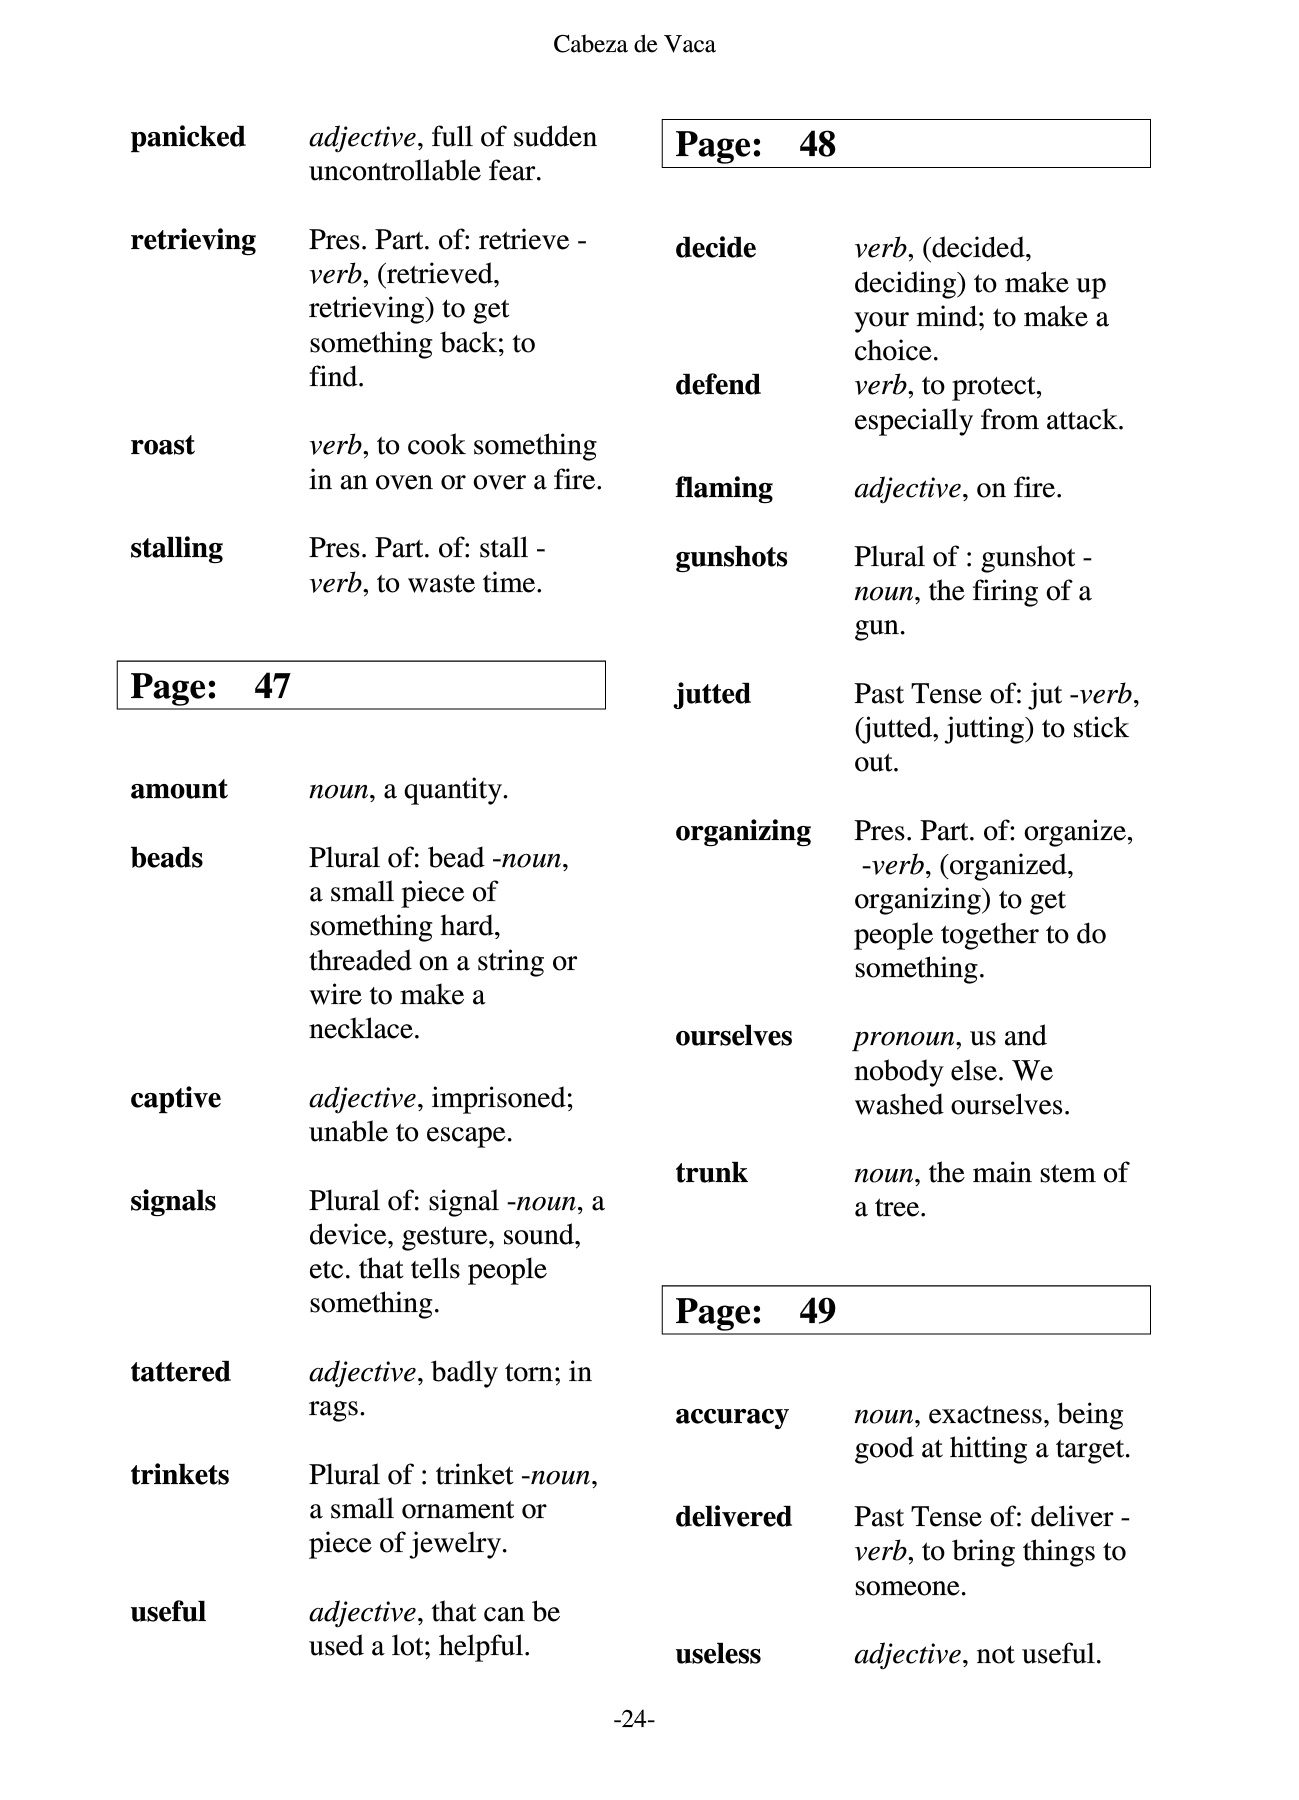 Cabeza de Vaca
panicked adjective, full of sudden
uncontrollable fear.
retrieving Pres. Part. of: retrieve -
verb, (retrieved,
retrieving) to get
something back; to
find.
roast verb, to cook something
in an oven or over a fire.
stalling Pres. Part. of: stall -
verb, to waste time.
Page: 47
amount noun, a quantity.
beads Plural of: bead -noun,
a small piece of
something hard,
threaded on a string or
wire to make a
necklace.
captive adjective, imprisoned;
unable to escape.
signals Plural of: signal -noun, a
device, gesture, sound,
etc. that tells people
something.
tattered adjective, badly torn; in
rags.
trinkets Plural of : trinket -noun,
a small ornament or
piece of jewelry.
useful adjective, that can be
used a lot; helpful.
Page: 48
decide verb, (decided,
deciding) to make up
your mind; to make a
choice.
defend verb, to protect,
especially from attack.
flaming adjective, on fire.
gunshots Plural of : gunshot -
noun, the firing of a
gun.
jutted Past Tense of: jut -verb,
(jutted, jutting) to stick
out.
organizing Pres. Part. of: organize,
-verb, (organized,
organizing) to get
people together to do
something.
ourselves pronoun, us and
nobody else. We
washed ourselves.
trunk noun, the main stem of
a tree.
Page: 49
accuracy noun, exactness, being
good at hitting a target.
delivered Past Tense of: deliver -
verb, to bring things to
someone.
useless adjective, not useful.
-24-